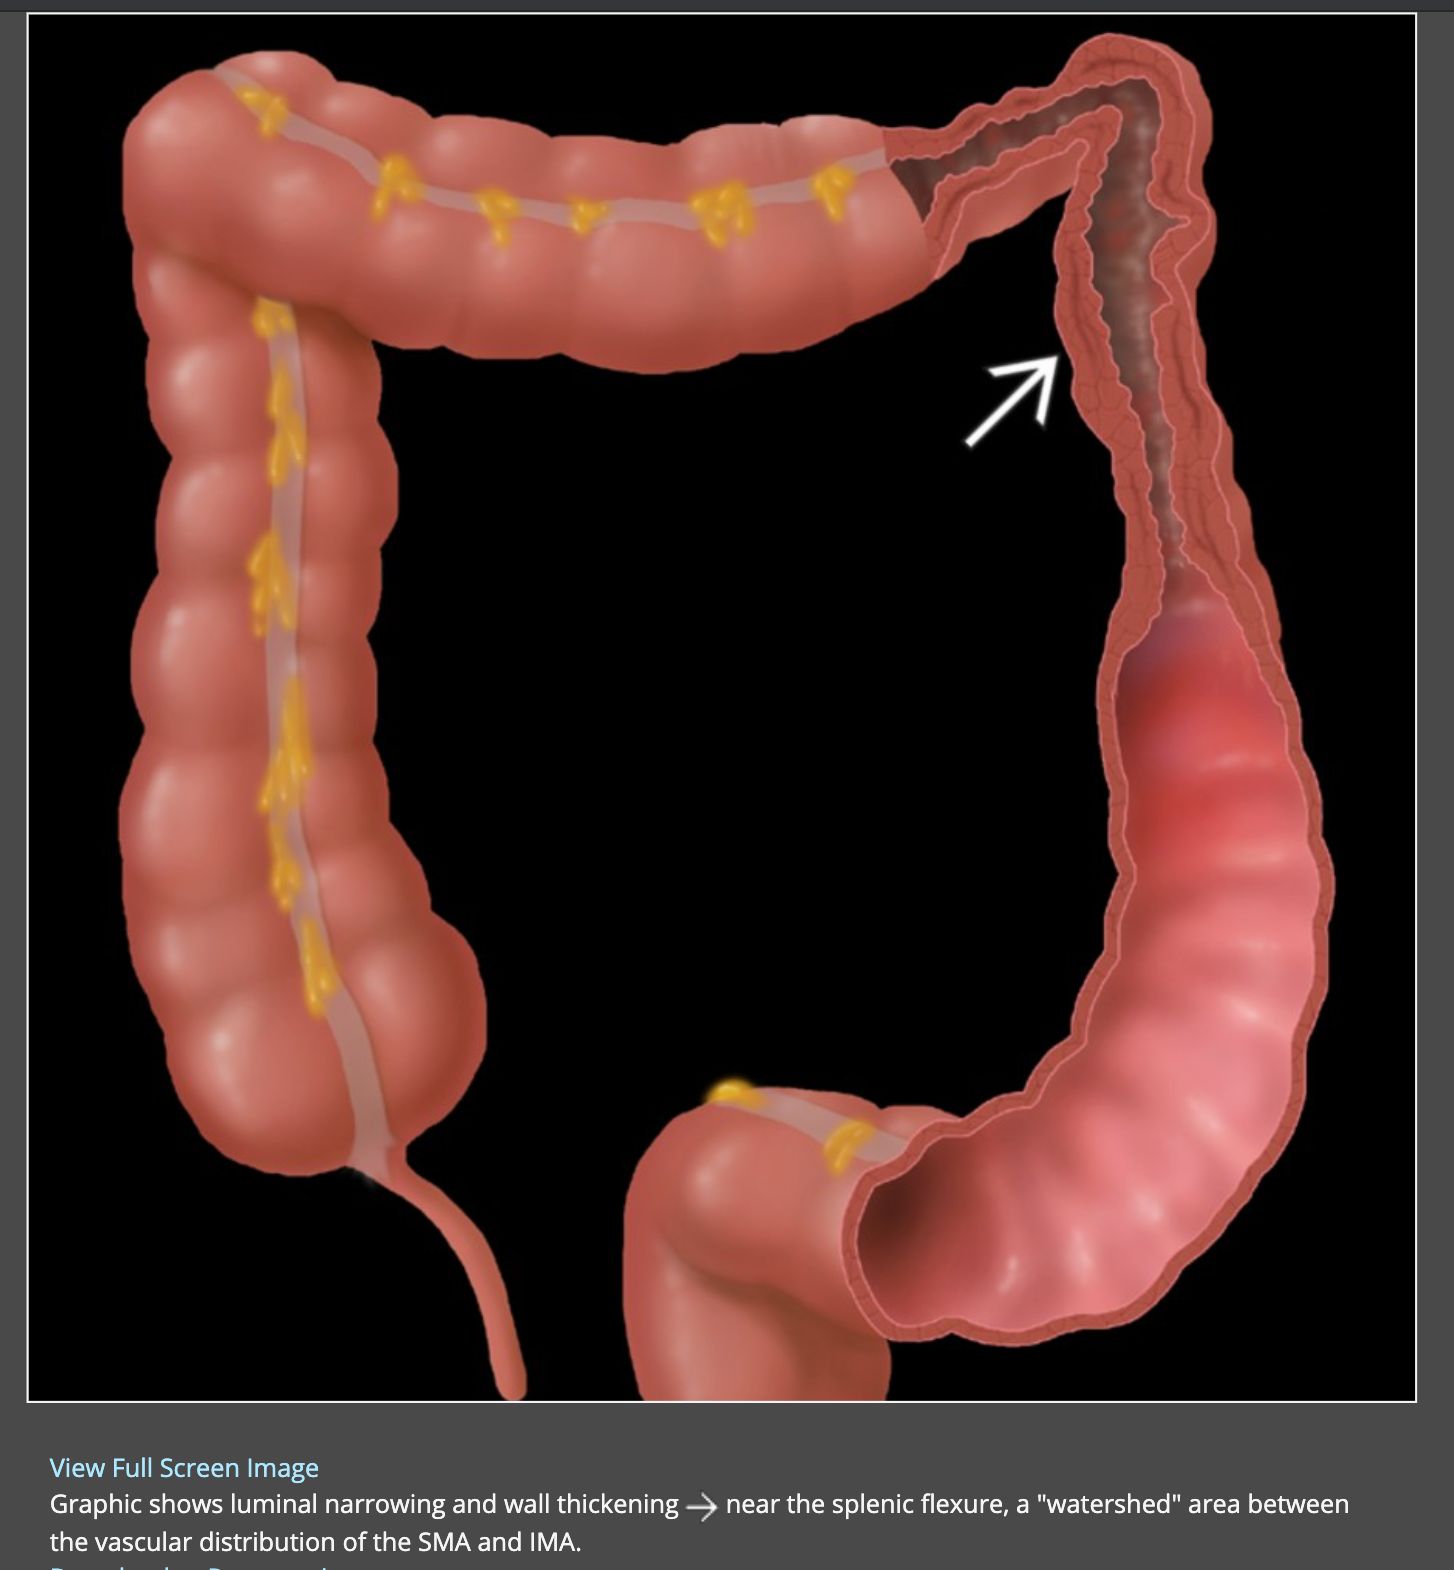 View Full Screen Image
Graphic shows luminal narrowing and wall thickening → near the splenic flexure, a "watershed" area between
the vascular distribution of the SMA and IMA.